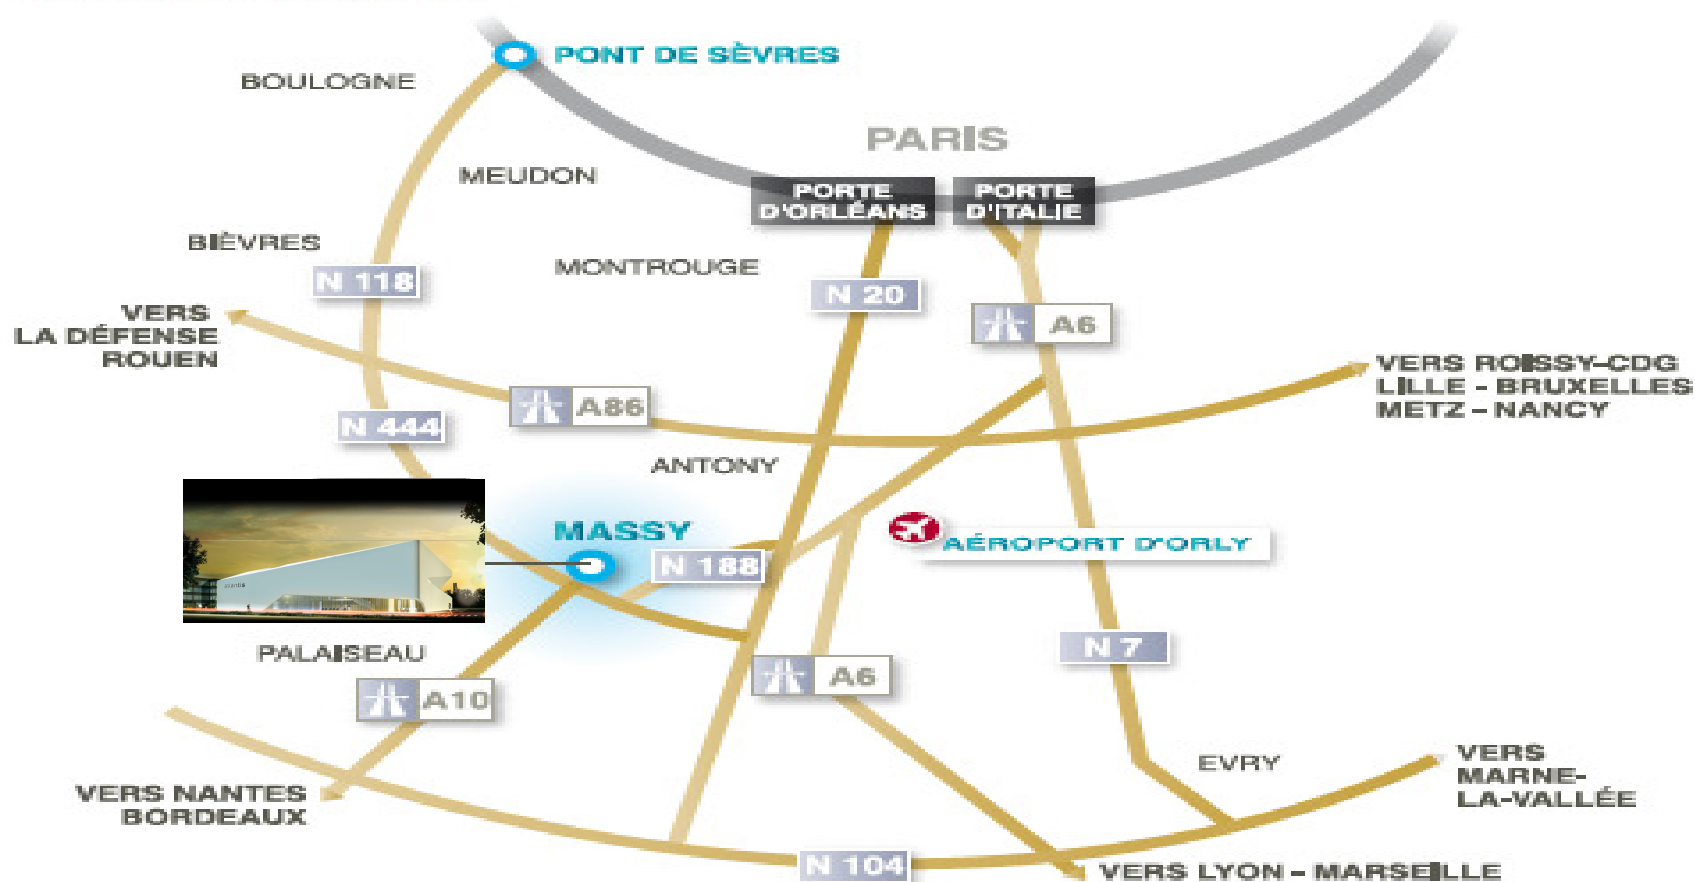 PONT DE SÈVRES
BOULOGNE
PARIS
MEUDON
PORTE
D'ORLÉANS
PORTE
D'ITALIE
BIÈVRES
MONTROUGE
N 118
N 20
A6
VERS
LA DÉFENSE
ROUEN
VERS ROISSY-CDG
LILLE - BRUXELLES
METZ - NANCY
A86
N 444
ANTONY
MASSY
AÉROPORT D'ORLY
N 188
PALAISEAU
N 7
A6
A10
VERS NANTES
BORDEAUX
EVRY
VERS
MARNE-
LA-VALLÉE
N 104
VERS LYON - MARSEILLE